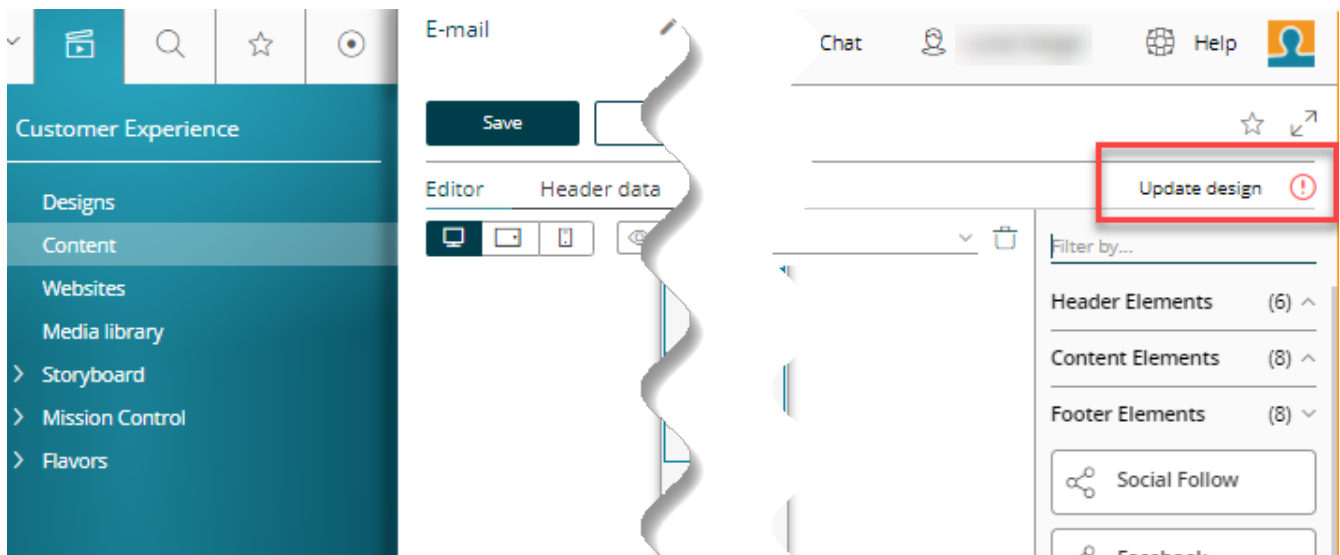 E-mail
Chat
Help
Customer Experience
Save
Update design
Designs
Editor
Header data
Content
Filter by...
Websites
Header Elements (6)
Media library
Content Elements (8)
Storyboard
Mission Control
Footer Elements (8)
Flavors
Social Follow